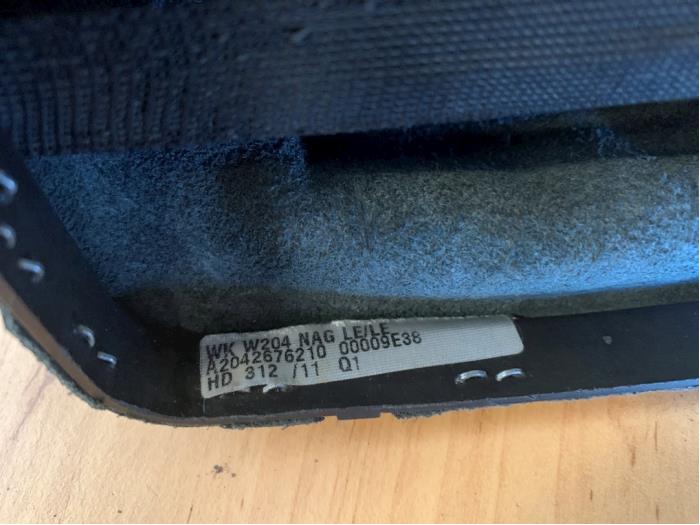 WK W204 NAG LE/LE
A2042676210 00009E38
HD 312 /11 Q1